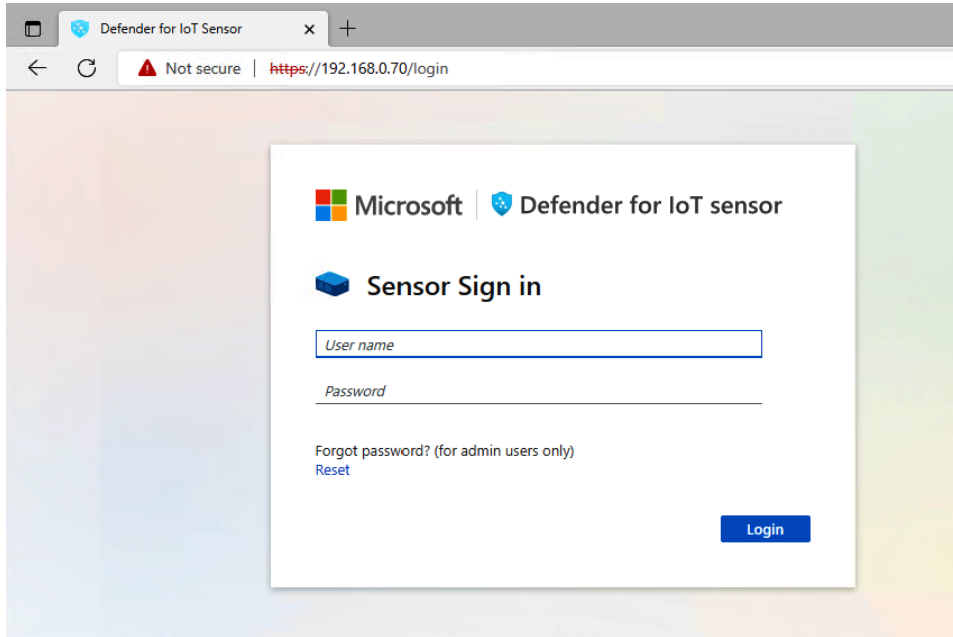 Defender for IoT Sensor
Not secure | https://192.168.0.70/login
Microsoft | Defender for IoT sensor
Sensor Sign in
User name
Password
Forgot password? (for admin users only)
Reset
Login